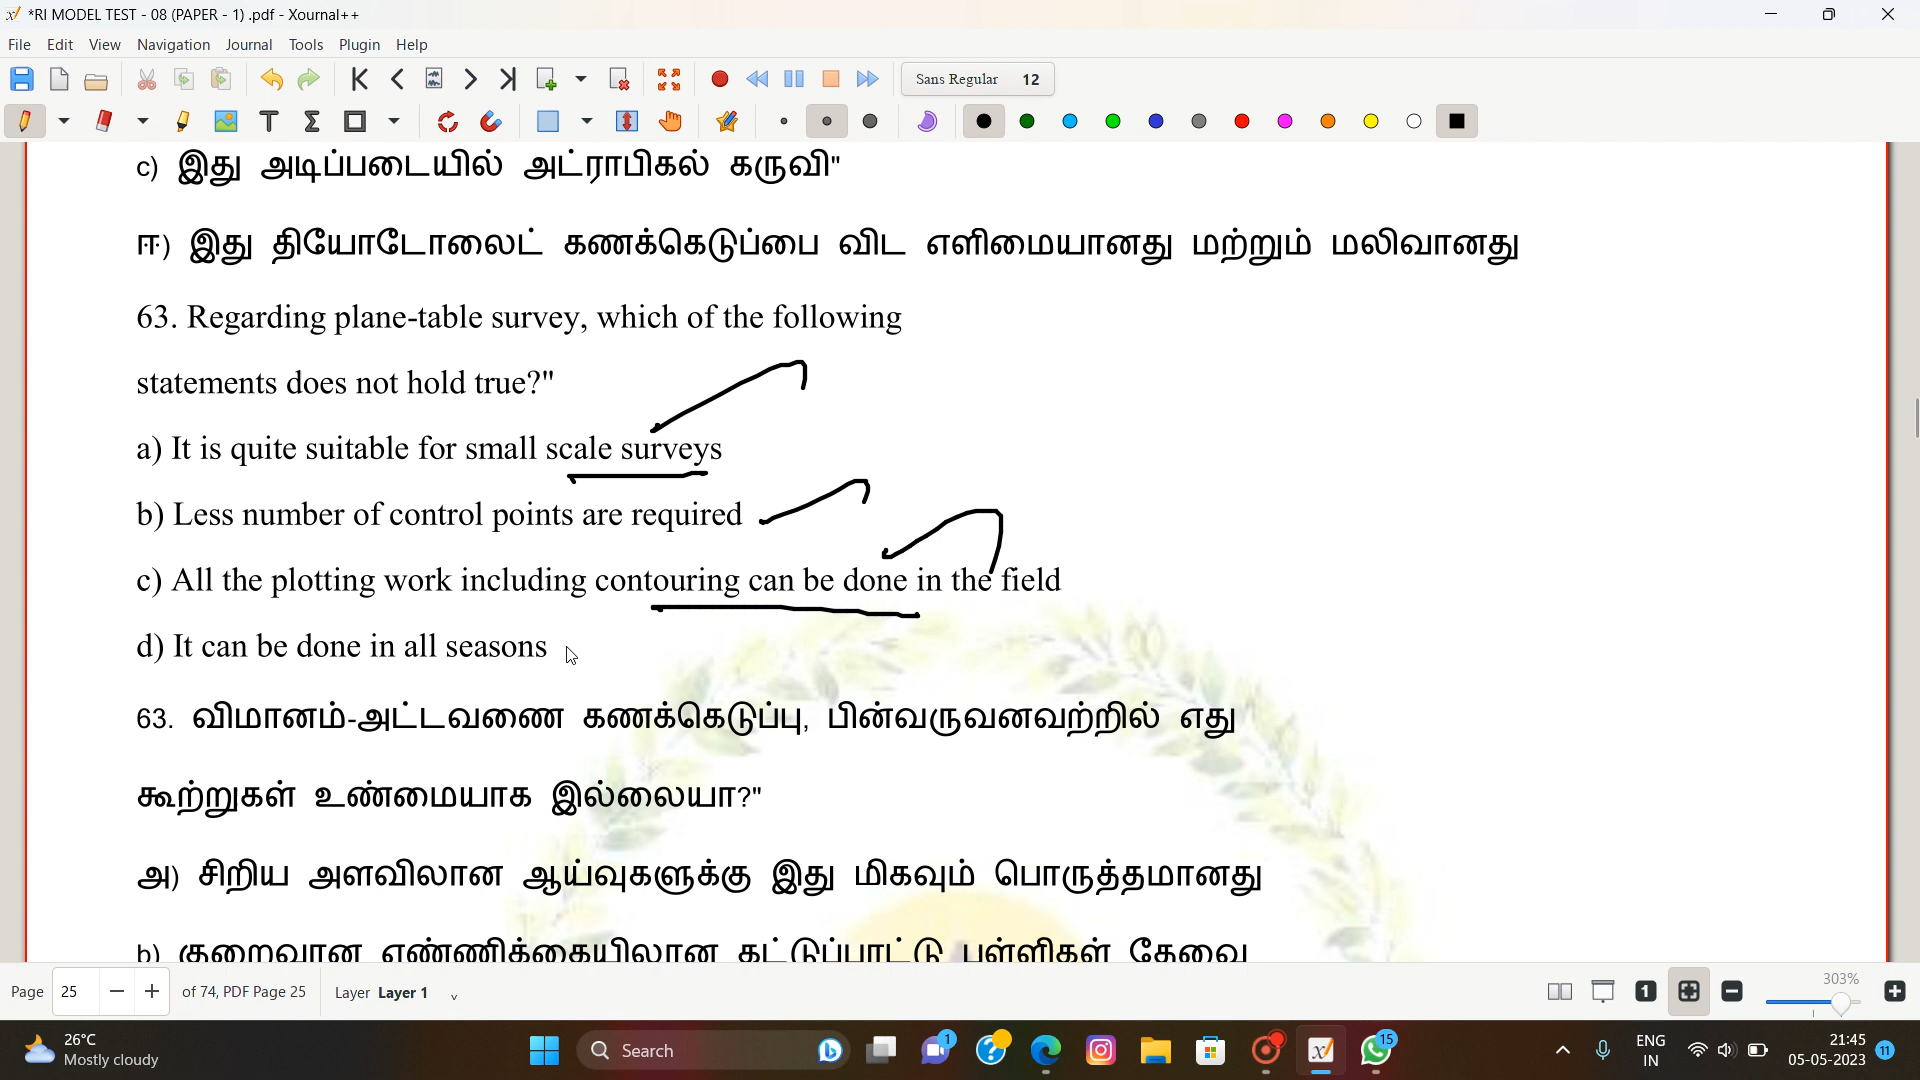 *RI MODEL TEST - 08 (PAPER - 1) .pdf - Xournal++
File Edit View Navigation Journal Tools Plugin Help
Sans Regular 12
c) இது அடிப்படையில் அட்ராபிகல் கருவி"
ஈ) இது தியோடோலைட் கணக்கெடுப்பை விட எளிமையானது மற்றும் மலிவானது
63. Regarding plane-table survey, which of the following
statements does not hold true?"
a) It is quite suitable for small scale surveys
b) Less number of control points are required
c) All the plotting work including contouring can be done in the field
d) It can be done in all seasons
63. விமானம்-அட்டவணை கணக்கெடுப்பு, பின்வருவனவற்றில் எது
கூற்றுகள் உண்மையாக இல்லையா?"
அ) சிறிய அளவிலான ஆய்வுகளுக்கு இது மிகவும் பொருத்தமானது
b) குறைவான எண்ணிக்கையிலான கட்டுப்பாட்டு புள்ளிகள் தேவை
Page 25 of 74, PDF Page 25 Layer Layer 1 303%
26°C
Mostly cloudy
Search
1
15
ENG
IN
21:45
05-05-2023
11